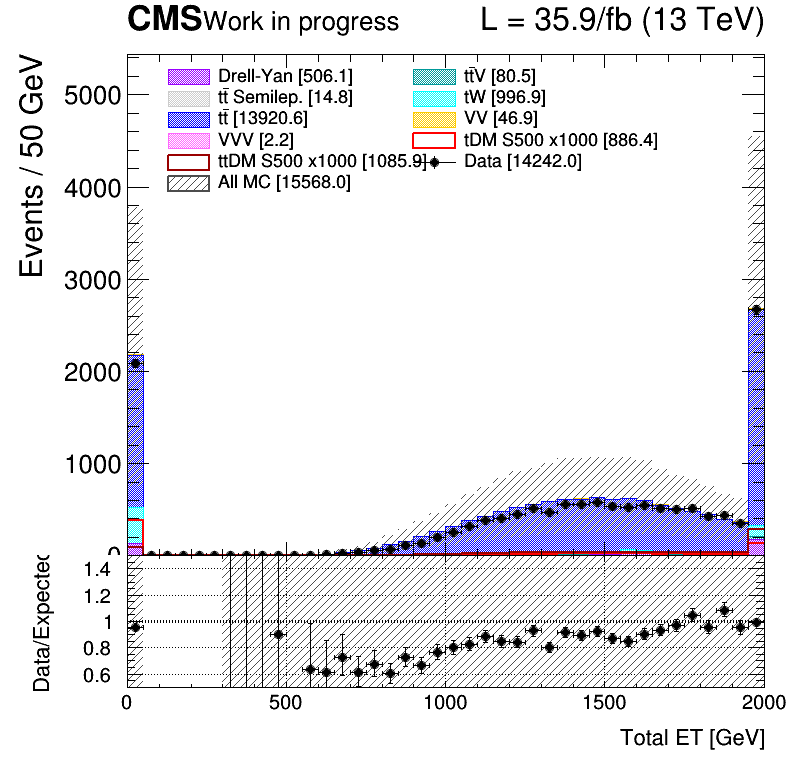 CMS Work in progress L = 35.9/fb (13 TeV)
Events / 50 GeV
5000
4000
3000
2000
1000
0
Drell-Yan [506.1]
tt̄V [80.5]
tt̄ Semilep. [14.8]
tW [996.9]
tt̄ [13920.6]
VV [46.9]
VVV [2.2]
tDM S500 x1000 [886.4]
ttDM S500 x1000 [1085.9]
Data [14242.0]
All MC [15568.0]
Data/Expected
1.4
1.2
1
0.8
0.6
0 500 1000 1500 2000
Total ET [GeV]